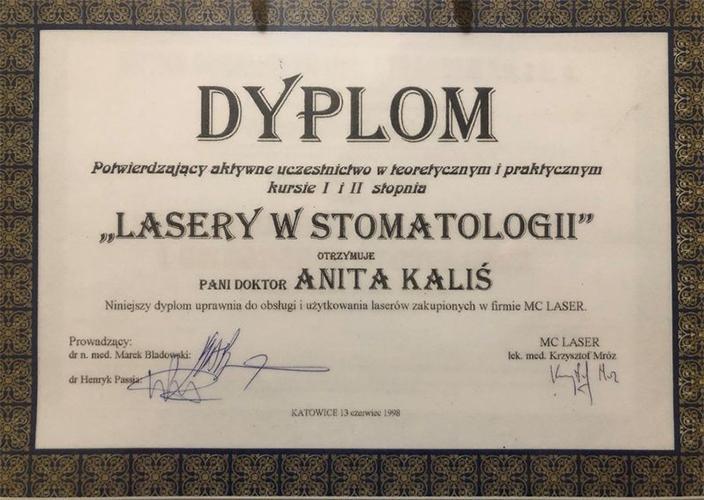 DYPLOM
Potwierdzający aktywne uczestnictwo w teoretycznym i praktycznym
kursie I i II stopnia
„LASERY W STOMATOLOGII”
OTRZYMUJE
PANI DOKTOR ANITA KALIŚ
Niniejszy dyplom uprawnia do obsługi i użytkowania laserów zakupionych w firmie MC LASER.
Prowadzący:
dr n. med. Marek Bladowski:
dr Henryk Passia:
MC LASER
lek. med. Krzysztof Mróz
KATOWICE 13 czerwiec 1998